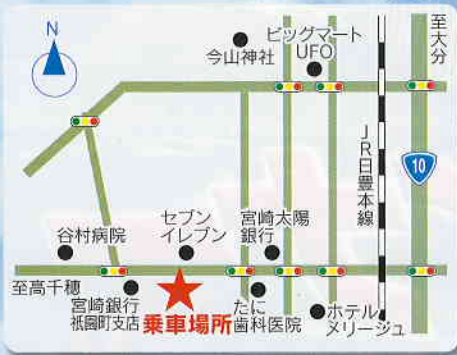 N
今山神社
ビッグマート
UFO
至大分
JR日豊本線
10
谷村病院
セブン
イレブン
宮崎太陽
銀行
至高千穂
宮崎銀行
祇園町支店
乗車場所
たに
歯科医院
ホテル
メリージュ